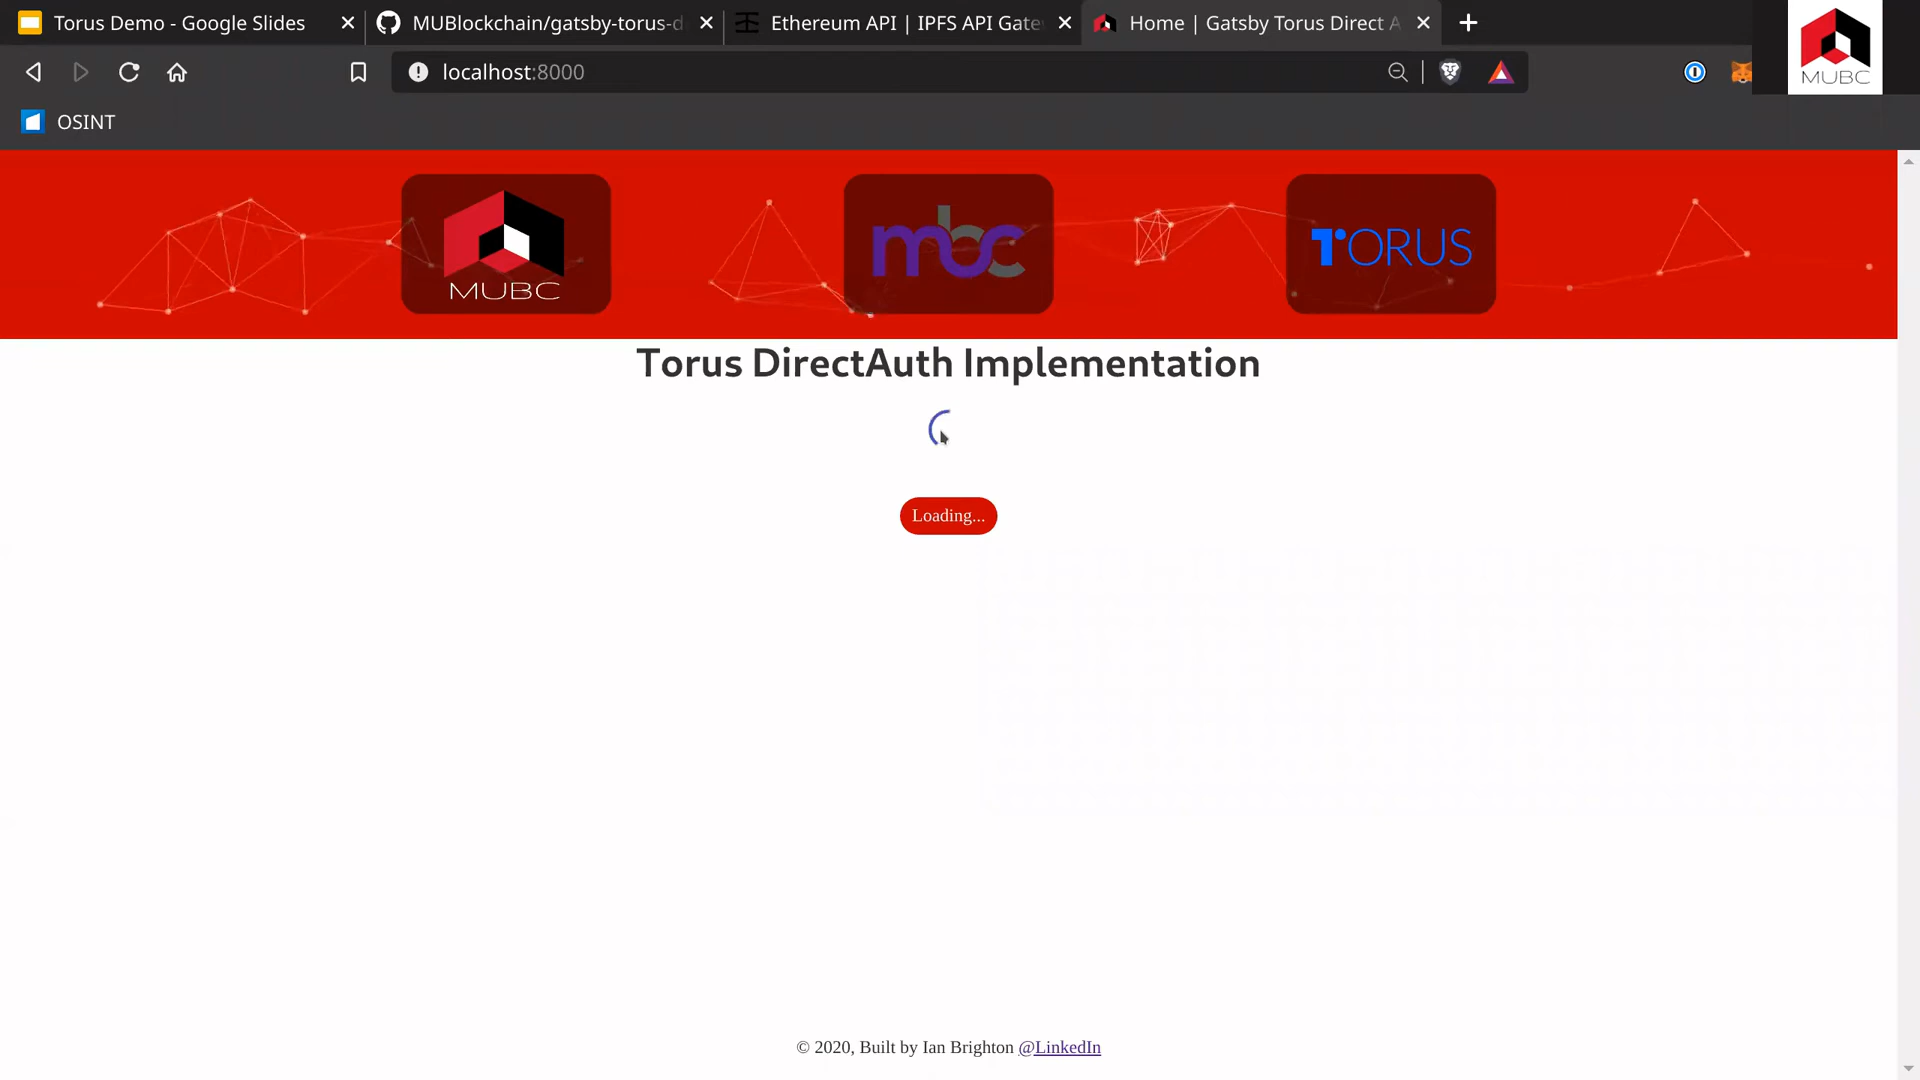 Torus Demo - Google Slides
MUBlockchain/gatsby-torus-d
Ethereum API | IPFS API Gate
Home | Gatsby Torus Direct A
localhost:8000
MUBC
OSINT
MUBC
mbc
TORUS
Torus DirectAuth Implementation
Loading...
© 2020, Built by Ian Brighton @LinkedIn